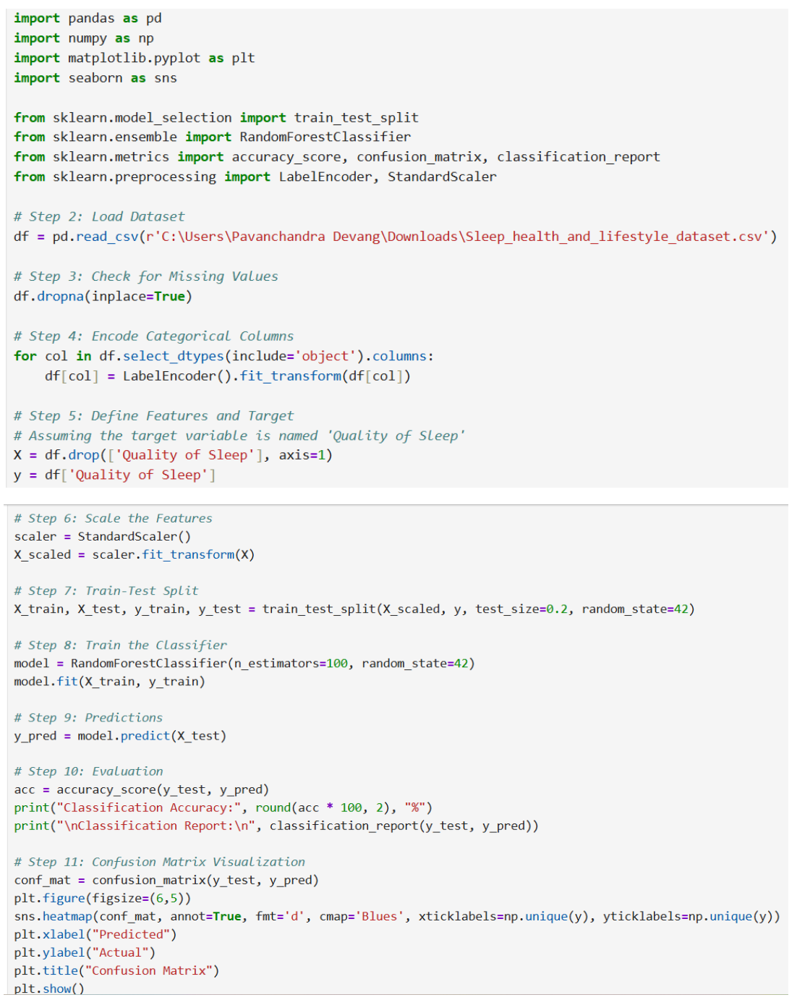 import pandas as pd
import numpy as np
import matplotlib.pyplot as plt
import seaborn as sns
from sklearn.model_selection import train_test_split
from sklearn.ensemble import RandomForestClassifier
from sklearn.metrics import accuracy_score, confusion_matrix, classification_report
from sklearn.preprocessing import LabelEncoder, StandardScaler
# Step 2: Load Dataset
df = pd.read_csv(r'C:\Users\Pavanchandra Devang\Downloads\Sleep_health_and_lifestyle_dataset.csv')
# Step 3: Check for Missing Values
df.dropna(inplace=True)
# Step 4: Encode Categorical Columns
for col in df.select_dtypes(include='object').columns:
    df[col] = LabelEncoder().fit_transform(df[col])
# Step 5: Define Features and Target
# Assuming the target variable is named 'Quality of Sleep'
X = df.drop(['Quality of Sleep'], axis=1)
y = df['Quality of Sleep']
# Step 6: Scale the Features
scaler = StandardScaler()
X_scaled = scaler.fit_transform(X)
# Step 7: Train-Test Split
X_train, X_test, y_train, y_test = train_test_split(X_scaled, y, test_size=0.2, random_state=42)
# Step 8: Train the Classifier
model = RandomForestClassifier(n_estimators=100, random_state=42)
model.fit(X_train, y_train)
# Step 9: Predictions
y_pred = model.predict(X_test)
# Step 10: Evaluation
acc = accuracy_score(y_test, y_pred)
print("Classification Accuracy:", round(acc * 100, 2), "%")
print("\nClassification Report:\n", classification_report(y_test, y_pred))
# Step 11: Confusion Matrix Visualization
conf_mat = confusion_matrix(y_test, y_pred)
plt.figure(figsize=(6,5))
sns.heatmap(conf_mat, annot=True, fmt='d', cmap='Blues', xticklabels=np.unique(y), yticklabels=np.unique(y))
plt.xlabel("Predicted")
plt.ylabel("Actual")
plt.title("Confusion Matrix")
plt.show()